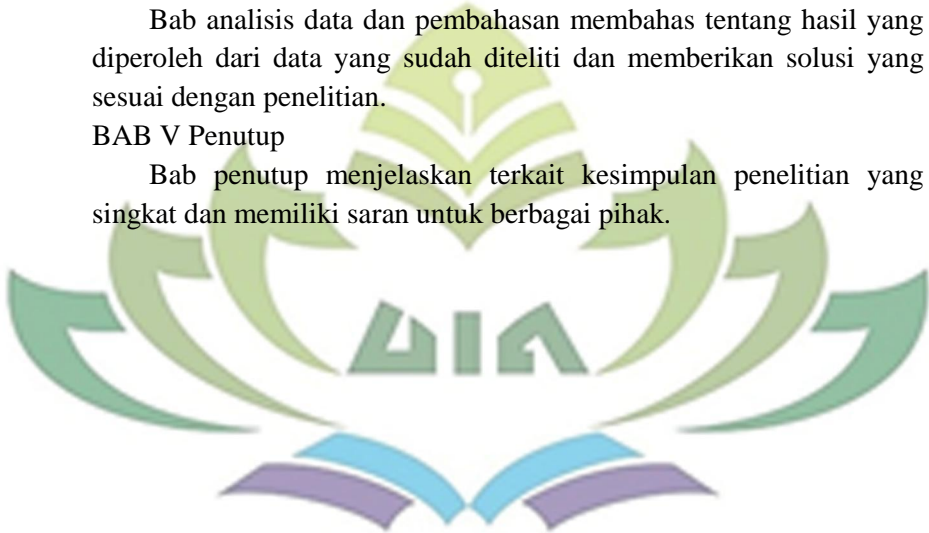 Bab analisis data dan pembahasan membahas tentang hasil yang
diperoleh dari data yang sudah diteliti dan memberikan solusi yang
sesuai dengan penelitian.
BAB V Penutup
Bab penutup menjelaskan terkait kesimpulan penelitian yang
singkat dan memiliki saran untuk berbagai pihak.